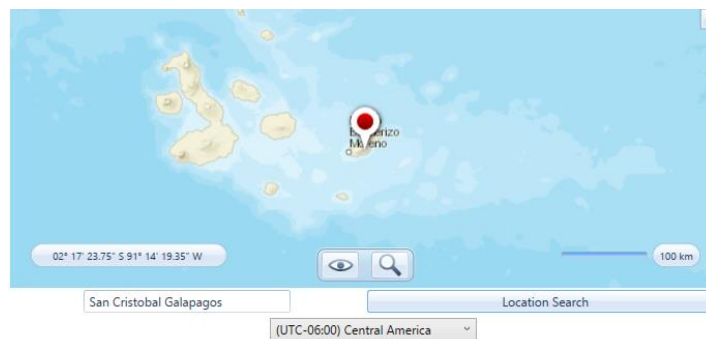 Moreno
02° 17' 23.75" S 91° 14' 19.35" W
100 km
San Cristobal Galapagos
Location Search
(UTC-06:00) Central America